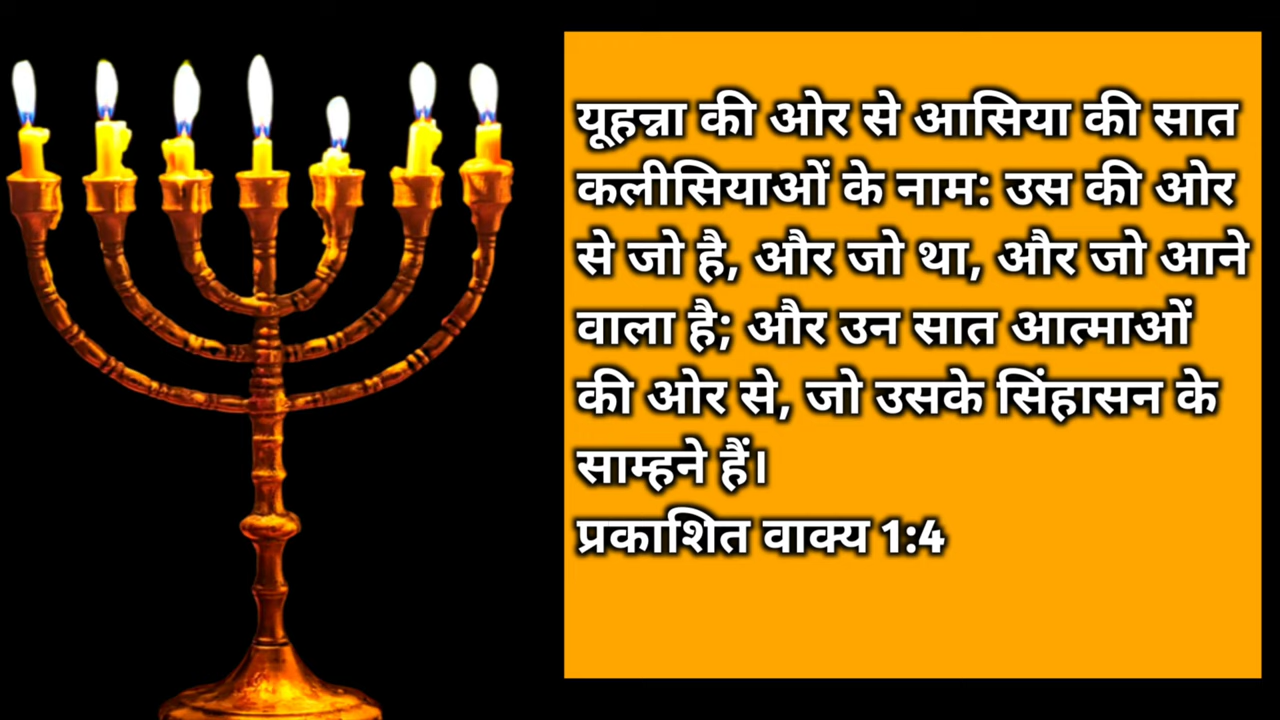 यूहन्ना की ओर से आसिया की सात
कलीसियाओं के नाम: उस की ओर
से जो है, और जो था, और जो आने
वाला है; और उन सात आत्माओं
की ओर से, जो उसके सिंहासन के
साम्हने हैं।
प्रकाशित वाक्य 1:4